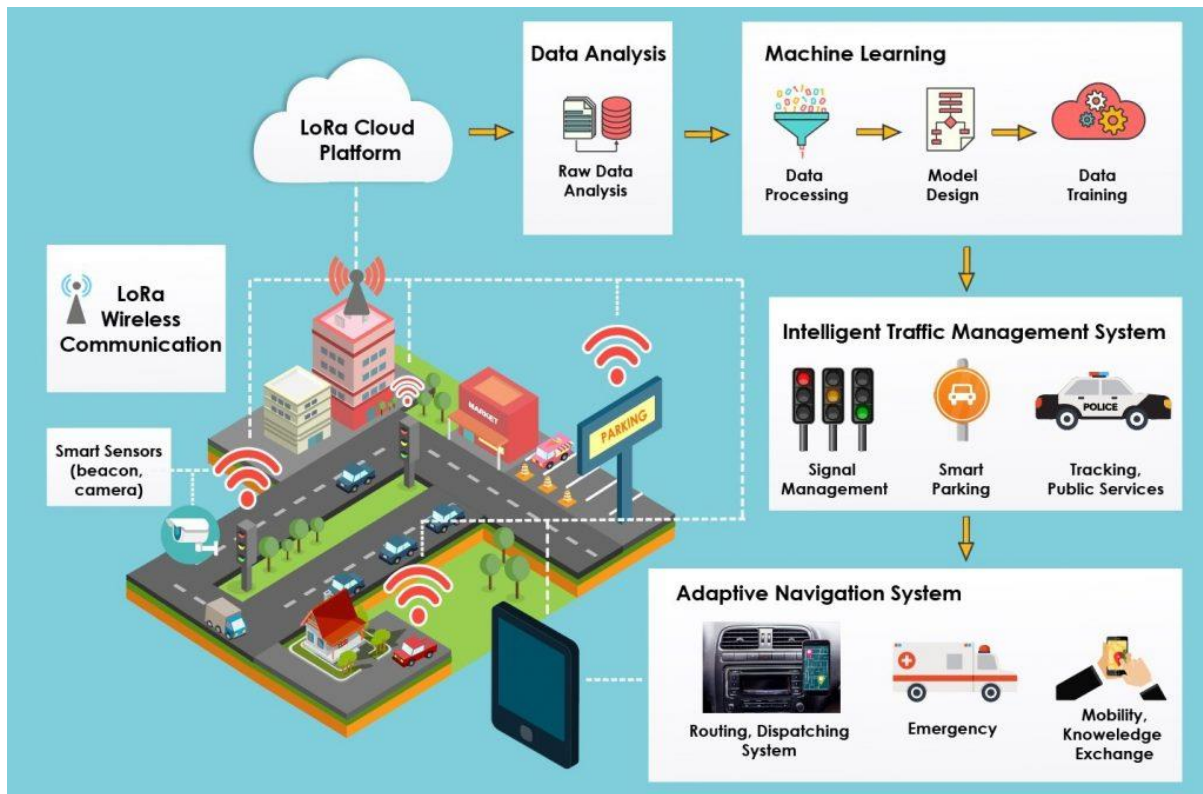 LoRa Cloud
Platform
Data Analysis
Raw Data
Analysis
Machine Learning
Data
Processing
Model
Design
Data
Training
LoRa
Wireless
Communication
Smart Sensors
(beacon,
camera)
MARKET
PARKING
Intelligent Traffic Management System
Signal
Management
Smart
Parking
POLICE
Tracking,
Public Services
Adaptive Navigation System
Routing, Dispatching
System
Emergency
Mobility,
Knoweledge
Exchange